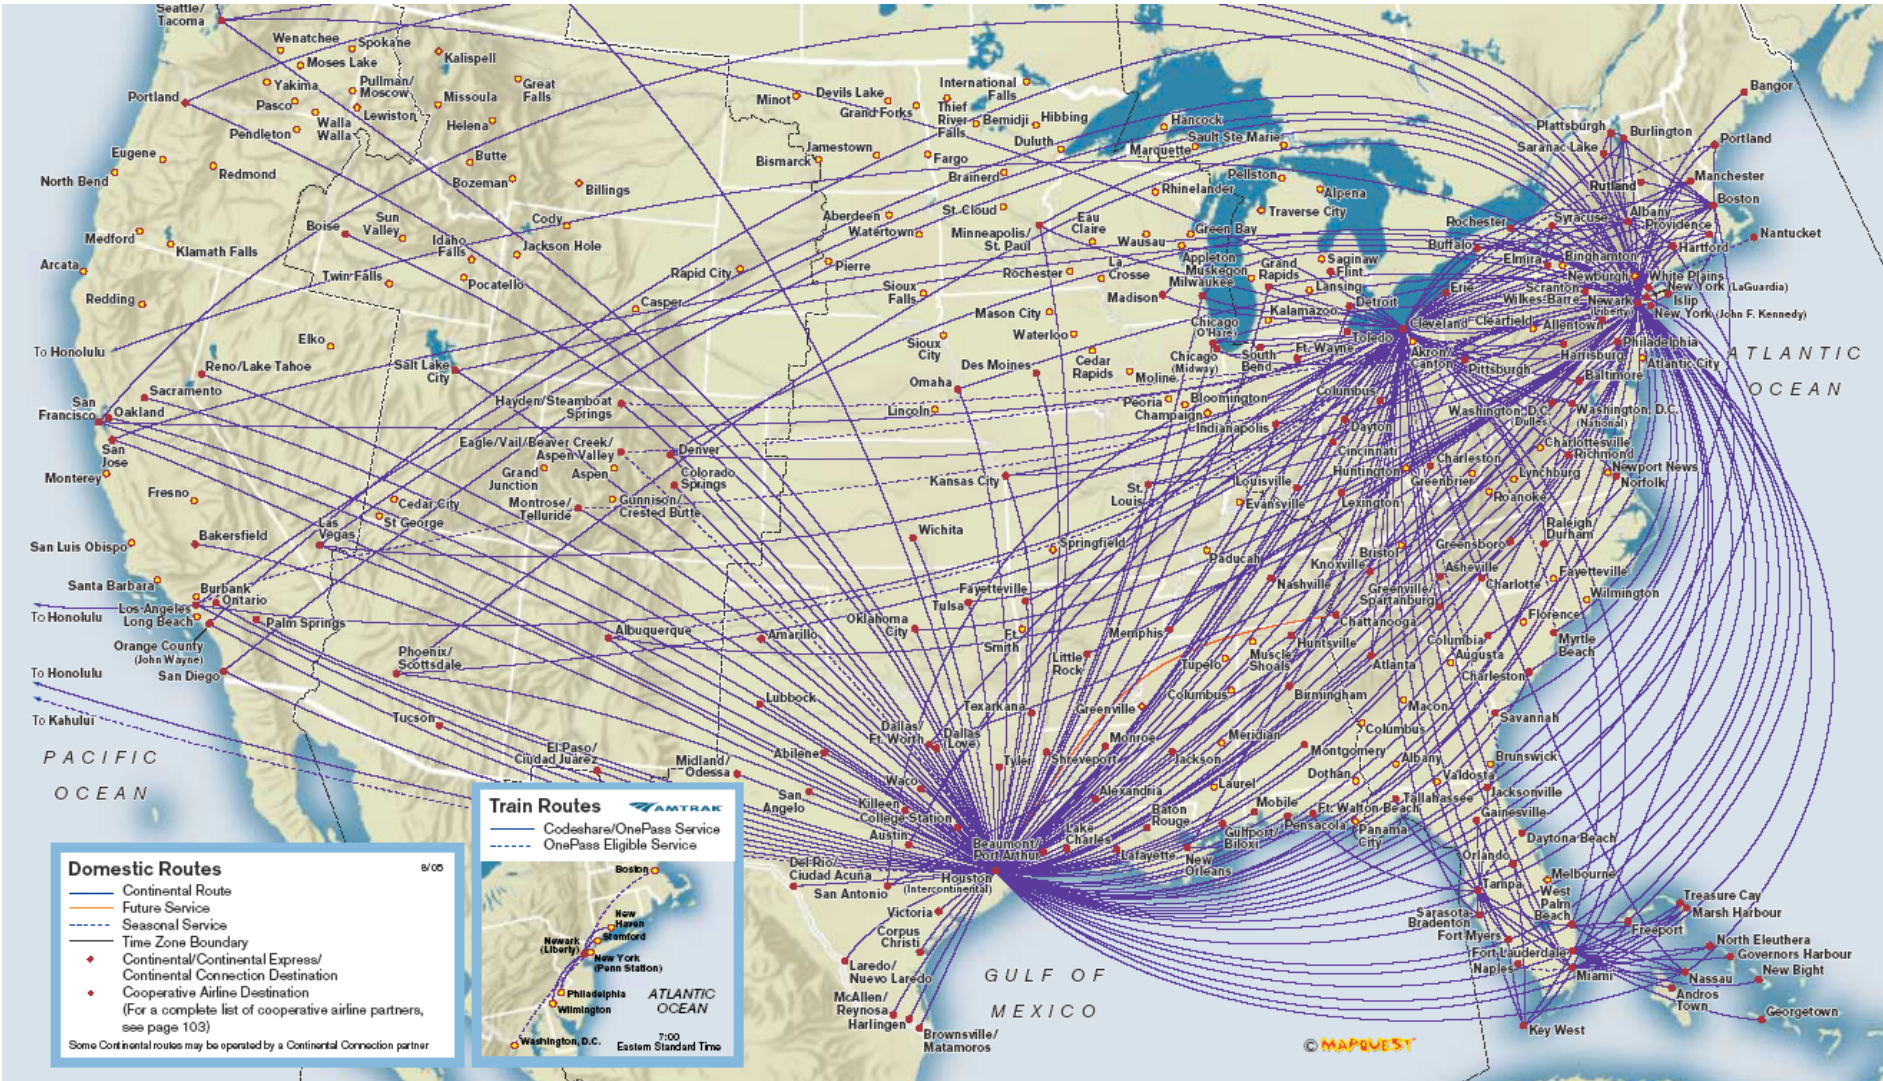 Seattle/
Tacoma
Wenatchee
Spokane
Moses Lake
Kalispell
Yakima
Pullman/
Moscow
Great
Falls
Portland
Pasco
Missoula
Lewiston
Walla
Walla
Pendleton
Helena
Eugene
Redmond
Butte
North Bend
Bozeman
Billings
Boise
Sun
Valley
Cody
Idaho
Falls
Jackson Hole
Medford
Klamath Falls
Arcata
Twin Falls
Pocatello
Redding
Casper
Rapid City
Elko
To Honolulu
Reno/Lake Tahoe
Salt Lake
City
Sacramento
San
Francisco
Oakland
San
Jose
Monterey
Fresno
Hayden/Steamboat
Springs
Eagle/Vail/Beaver Creek/
Aspen Valley
Denver
Grand
Junction
Aspen
Colorado
Springs
Montrose/
Telluride
Gunnison/
Crested Butte
Cedar City
St George
Las
Vegas
Bakersfield
San Luis Obispo
Santa Barbara
Burbank
Ontario
Los Angeles
Long Beach
To Honolulu
Palm Springs
Orange County
(John Wayne)
San Diego
To Honolulu
To Kahului
Phoenix/
Scottsdale
Albuquerque
Tucson
El Paso/
Ciudad Juarez
PACIFIC
OCEAN
Minot
Devils Lake
Grand Forks
International
Falls
Thief
River
Falls
Bemidji
Hibbing
Duluth
Jamestown
Bismarck
Fargo
Brainerd
Aberdeen
Watertown
St. Cloud
Minneapolis/
St. Paul
Eau
Claire
Pierre
Rochester
La
Crosse
Sioux
Falls
Mason City
Madison
Waterloo
Sioux
City
Des Moines
Cedar
Rapids
Omaha
Moline
Lincoln
Peoria
Bloomington
Champaign
Kansas City
St.
Louis
Wichita
Springfield
Hancock
Sault Ste Marie
Marquette
Pellston
Rhinelander
Alpena
Traverse City
Wausau
Green Bay
Appleton
Muskegon
Milwaukee
Grand
Rapids
Saginaw
Flint
Lansing
Kalamazoo
Detroit
Chicago
(O'Hare)
Chicago
(Midway)
South
Bend
Ft. Wayne
Toledo
Cleveland
Akron/
Canton
Columbus
Indianapolis
Dayton
Cincinnati
Louisville
Evansville
Lexington
Huntington
Charleston
Greenbrier
Paducah
Bristol
Knoxville
Nashville
Plattsburgh
Burlington
Saranac Lake
Bangor
Portland
Rutland
Manchester
Boston
Rochester
Syracuse
Albany
Providence
Nantucket
Buffalo
Hartford
Elmira
Binghamton
Newburgh
White Plains
Erie
Scranton
New York (LaGuardia)
Wilkes-Barre
Newark
(Liberty)
Islip
New York (John F. Kennedy)
Clearfield
Allentown
Philadelphia
Harrisburg
Atlantic City
Pittsburgh
Baltimore
Washington, D.C.
(Dulles)
Washington, D.C.
(National)
Charlottesville
Richmond
Lynchburg
Newport News
Norfolk
Roanoke
ATLANTIC
OCEAN
Raleigh/
Durham
Greensboro
Asheville
Charlotte
Fayetteville
Wilmington
Greenville/
Spartanburg
Florence
Columbia
Myrtle
Beach
Augusta
Charleston
Savannah
Chattanooga
Huntsville
Atlanta
Muscle
Shoals
Tupelo
Columbus
Birmingham
Macon
Columbus
Memphis
Little
Rock
Fayetteville
Tulsa
Oklahoma
City
Ft.
Smith
Amarillo
Lubbock
Texarkana
Greenville
Dallas/
Ft. Worth
Dallas
(Love)
Monroe
Meridian
Abilene
Tyler
Shreveport
Jackson
Montgomery
Albany
Brunswick
Midland/
Odessa
Waco
Alexandria
Laurel
Dothan
Valdosta
San
Angelo
Killeen
College Station
Austin
Baton
Rouge
Mobile
Ft. Walton Beach
Tallahassee
Jacksonville
Gainesville
Lake
Charles
Gulfport/
Biloxi
Pensacola
Panama
City
Daytona Beach
Beaumont/
Port Arthur
Lafayette
New
Orleans
Orlando
Del Rio/
Ciudad Acuña
Houston
(Intercontinental)
San Antonio
Melbourne
Tampa
West
Palm
Beach
Treasure Cay
Marsh Harbour
Victoria
Sarasota-
Bradenton
Freeport
Corpus
Christi
Fort Myers
North Eleuthera
Fort Lauderdale
Governors Harbour
Laredo/
Nuevo Laredo
Naples
Miami
Nassau
New Bight
McAllen/
Reynosa
Andros
Town
Harlingen
Georgetown
Key West
Brownsville/
Matamoros
GULF OF
MEXICO
© MAPQUEST
Domestic Routes
8/05
Continental Route
Future Service
Seasonal Service
Time Zone Boundary
Continental/Continental Express/
Continental Connection Destination
Cooperative Airline Destination
(For a complete list of cooperative airline partners,
see page 103)
Some Continental routes may be operated by a Continental Connection partner
Train Routes
AMTRAK
Codeshare/OnePass Service
OnePass Eligible Service
Boston
New
Haven
Stamford
Newark
(Liberty)
New York
(Penn Station)
Philadelphia
Wilmington
ATLANTIC
OCEAN
Washington, D.C.
7:00
Eastern Standard Time